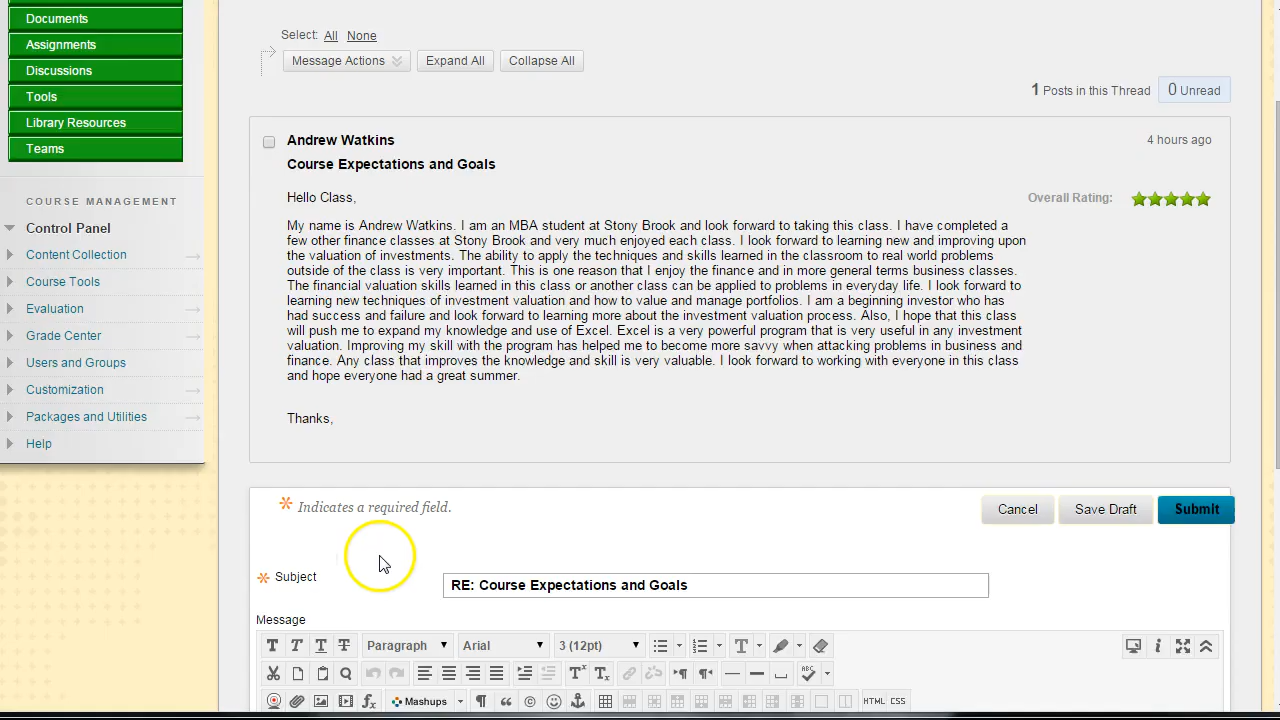 Documents
Assignments
Discussions
Tools
Library Resources
Teams
COURSE MANAGEMENT
Control Panel
Content Collection
Course Tools
Evaluation
Grade Center
Users and Groups
Customization
Packages and Utilities
Help
Select: All None
Message Actions Expand All Collapse All
1 Posts in this Thread 0 Unread
Andrew Watkins 4 hours ago
Course Expectations and Goals
Hello Class, Overall Rating:
My name is Andrew Watkins. I am an MBA student at Stony Brook and look forward to taking this class. I have completed a
few other finance classes at Stony Brook and very much enjoyed each class. I look forward to learning new and improving upon
the valuation of investments. The ability to apply the techniques and skills learned in the classroom to real world problems
outside of the class is very important. This is one reason that I enjoy the finance and in more general terms business classes.
The financial valuation skills learned in this class or another class can be applied to problems in everyday life. I look forward to
learning new techniques of investment valuation and how to value and manage portfolios. I am a beginning investor who has
had success and failure and look forward to learning more about the investment valuation process. Also, I hope that this class
will push me to expand my knowledge and use of Excel. Excel is a very powerful program that is very useful in any investment
valuation. Improving my skill with the program has helped me to become more savvy when attacking problems in business and
finance. Any class that improves the knowledge and skill is very valuable. I look forward to working with everyone in this class
and hope everyone had a great summer.
Thanks,
Indicates a required field.
Cancel Save Draft Submit
Subject RE: Course Expectations and Goals
Message
T T T T Paragraph Arial 3 (12pt) T
ABC
Mashups HTML CSS